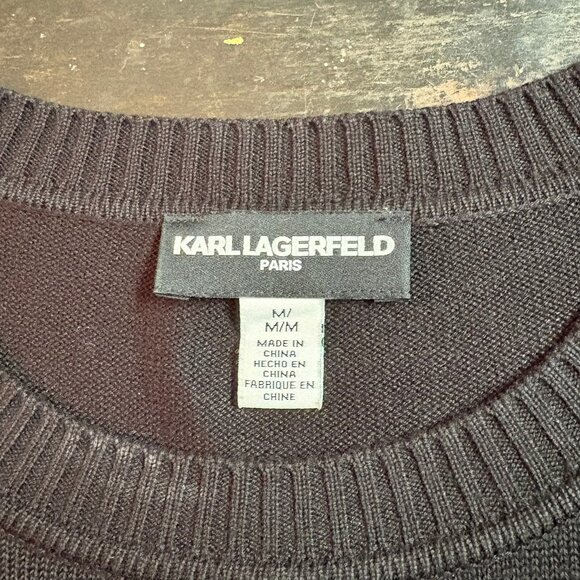 KARL LAGERFELD
PARIS
M/
M/M
MADE IN
CHINA
HECHO EN
CHINA
FABRIQUE EN
CHINE